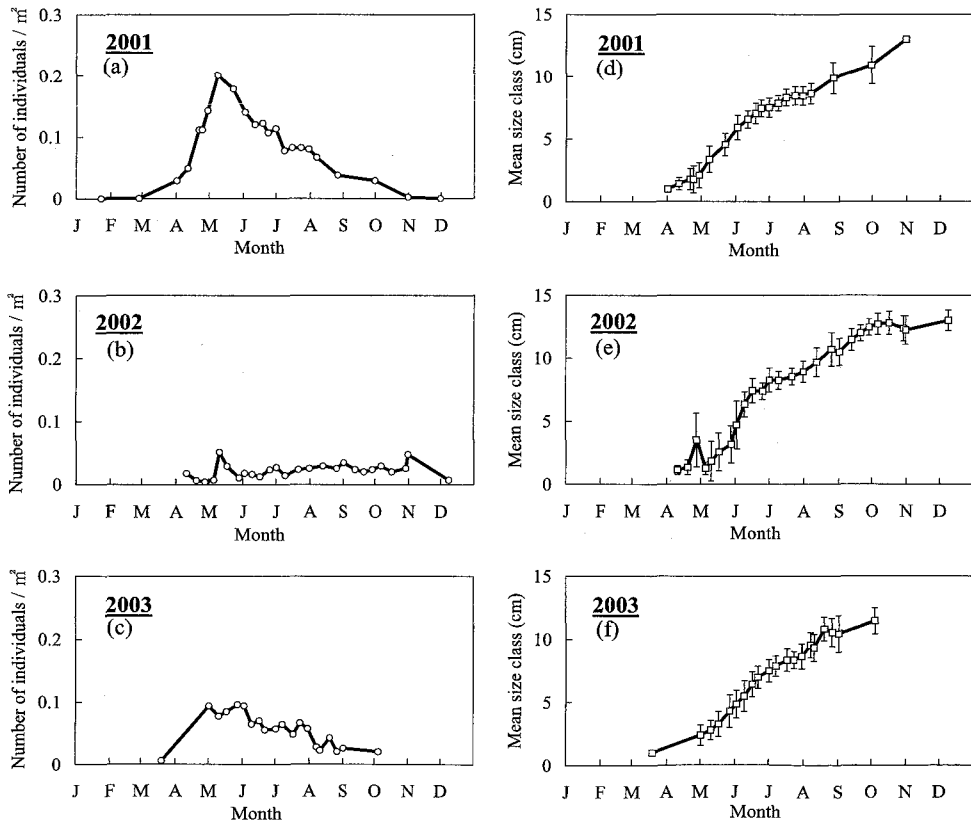 2001
(a)
Number of individuals / m²
0.3
0.2
0.1
0
J F M A M J J A S O N D
Month
2001
(d)
Mean size class (cm)
15
10
5
0
J F M A M J J A S O N D
Month
2002
(b)
Number of individuals / m²
0.3
0.2
0.1
0
J F M A M J J A S O N D
Month
2002
(e)
Mean size class (cm)
15
10
5
0
J F M A M J J A S O N D
Month
2003
(c)
Number of individuals / m²
0.3
0.2
0.1
0
J F M A M J J A S O N D
Month
2003
(f)
Mean size class (cm)
15
10
5
0
J F M A M J J A S O N D
Month